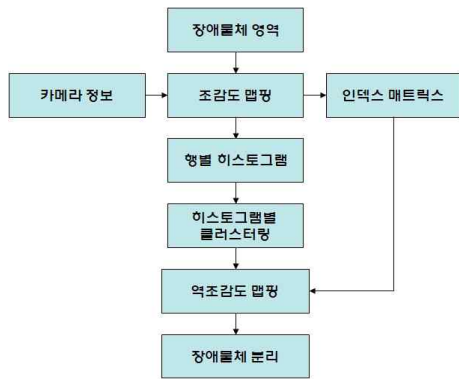 장애물체 영역
카메라 정보
조감도 맵핑
인덱스 매트릭스
행별 히스토그램
히스토그램별
클러스터링
역조감도 맵핑
장애물체 분리